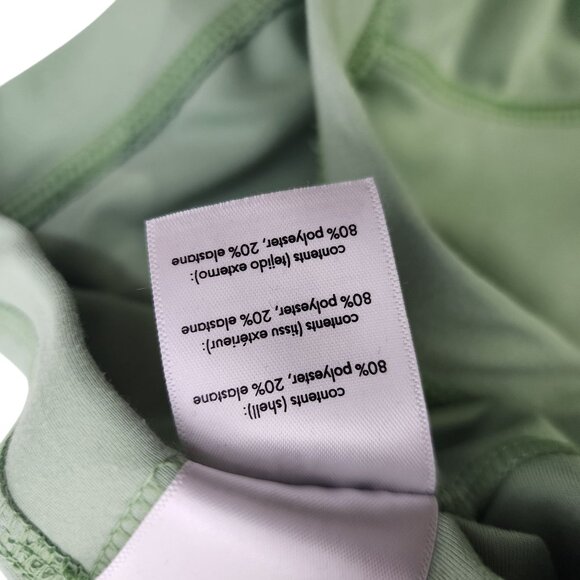 contents (shell):
80% polyester, 20% elastane
contents (tissu extérieur):
80% polyester, 20% elastane
contents (tejido externo):
80% polyester, 20% elastane